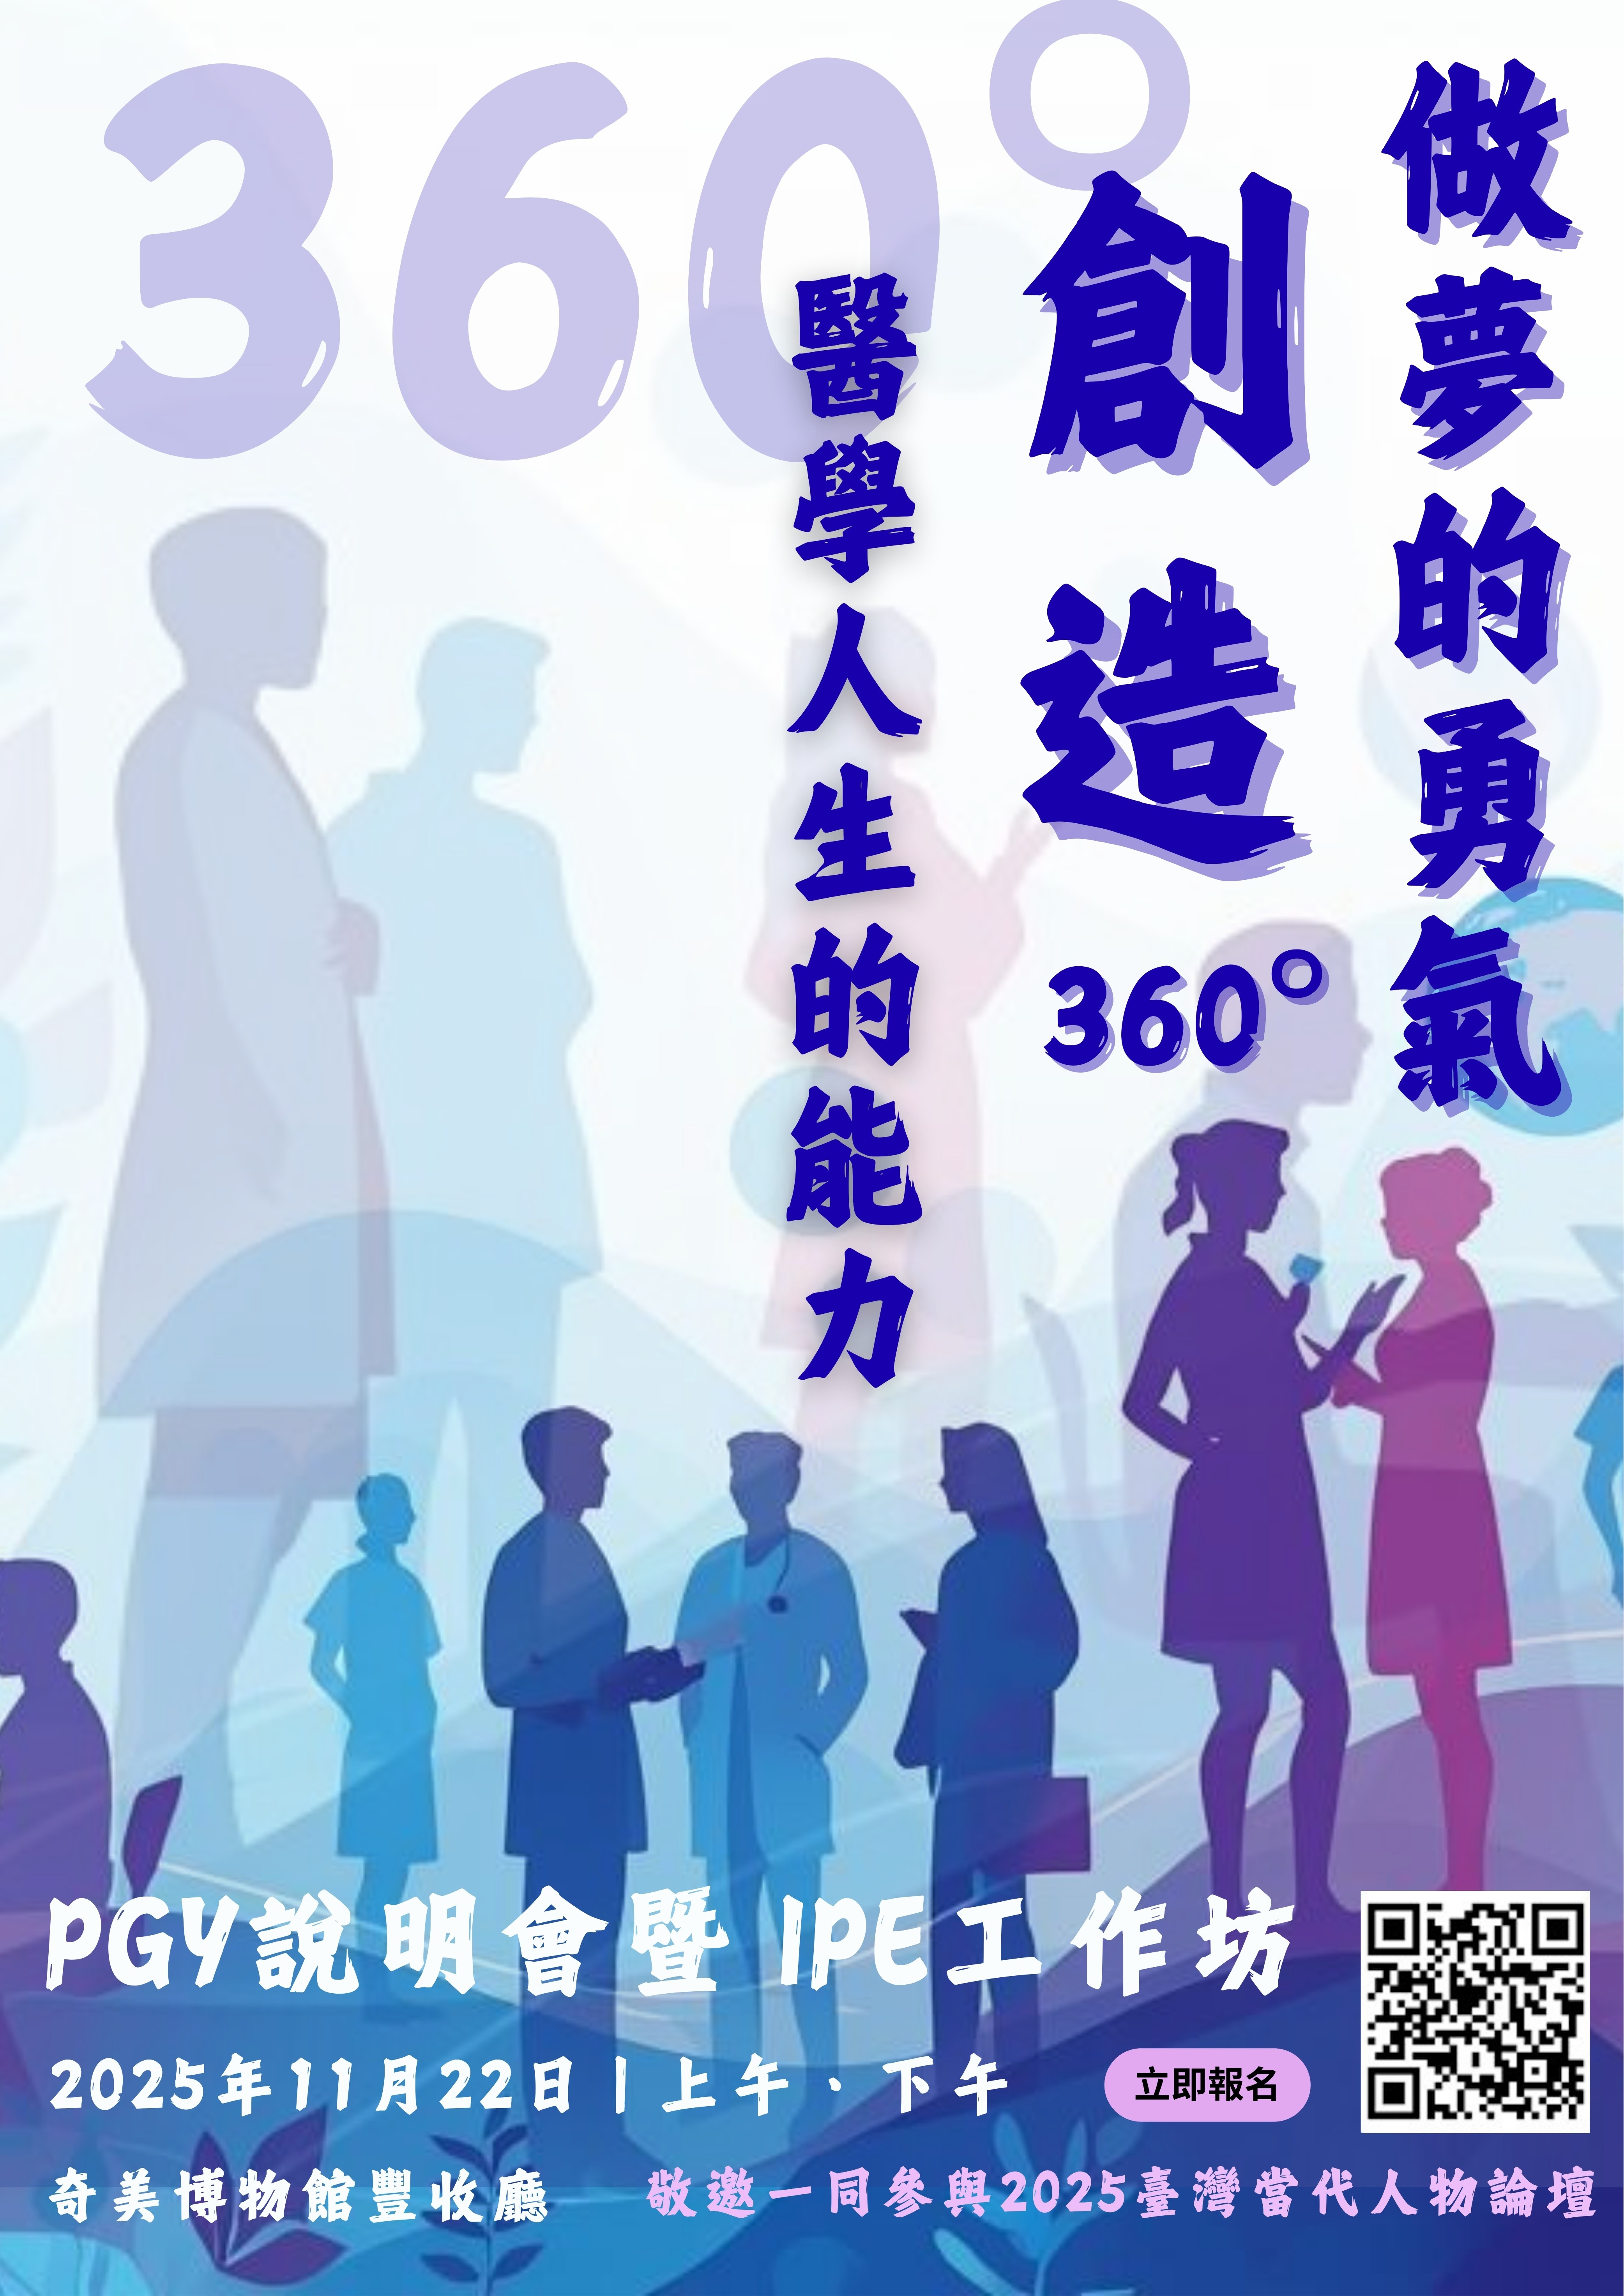 360°
做夢的勇氣
創造
360°
醫學人生的能力
PGY說明會暨 IPE工作坊
2025年11月22日 | 上午 · 下午
立即報名
奇美博物館豐收廳
敬邀一同參與2025臺灣當代人物論壇